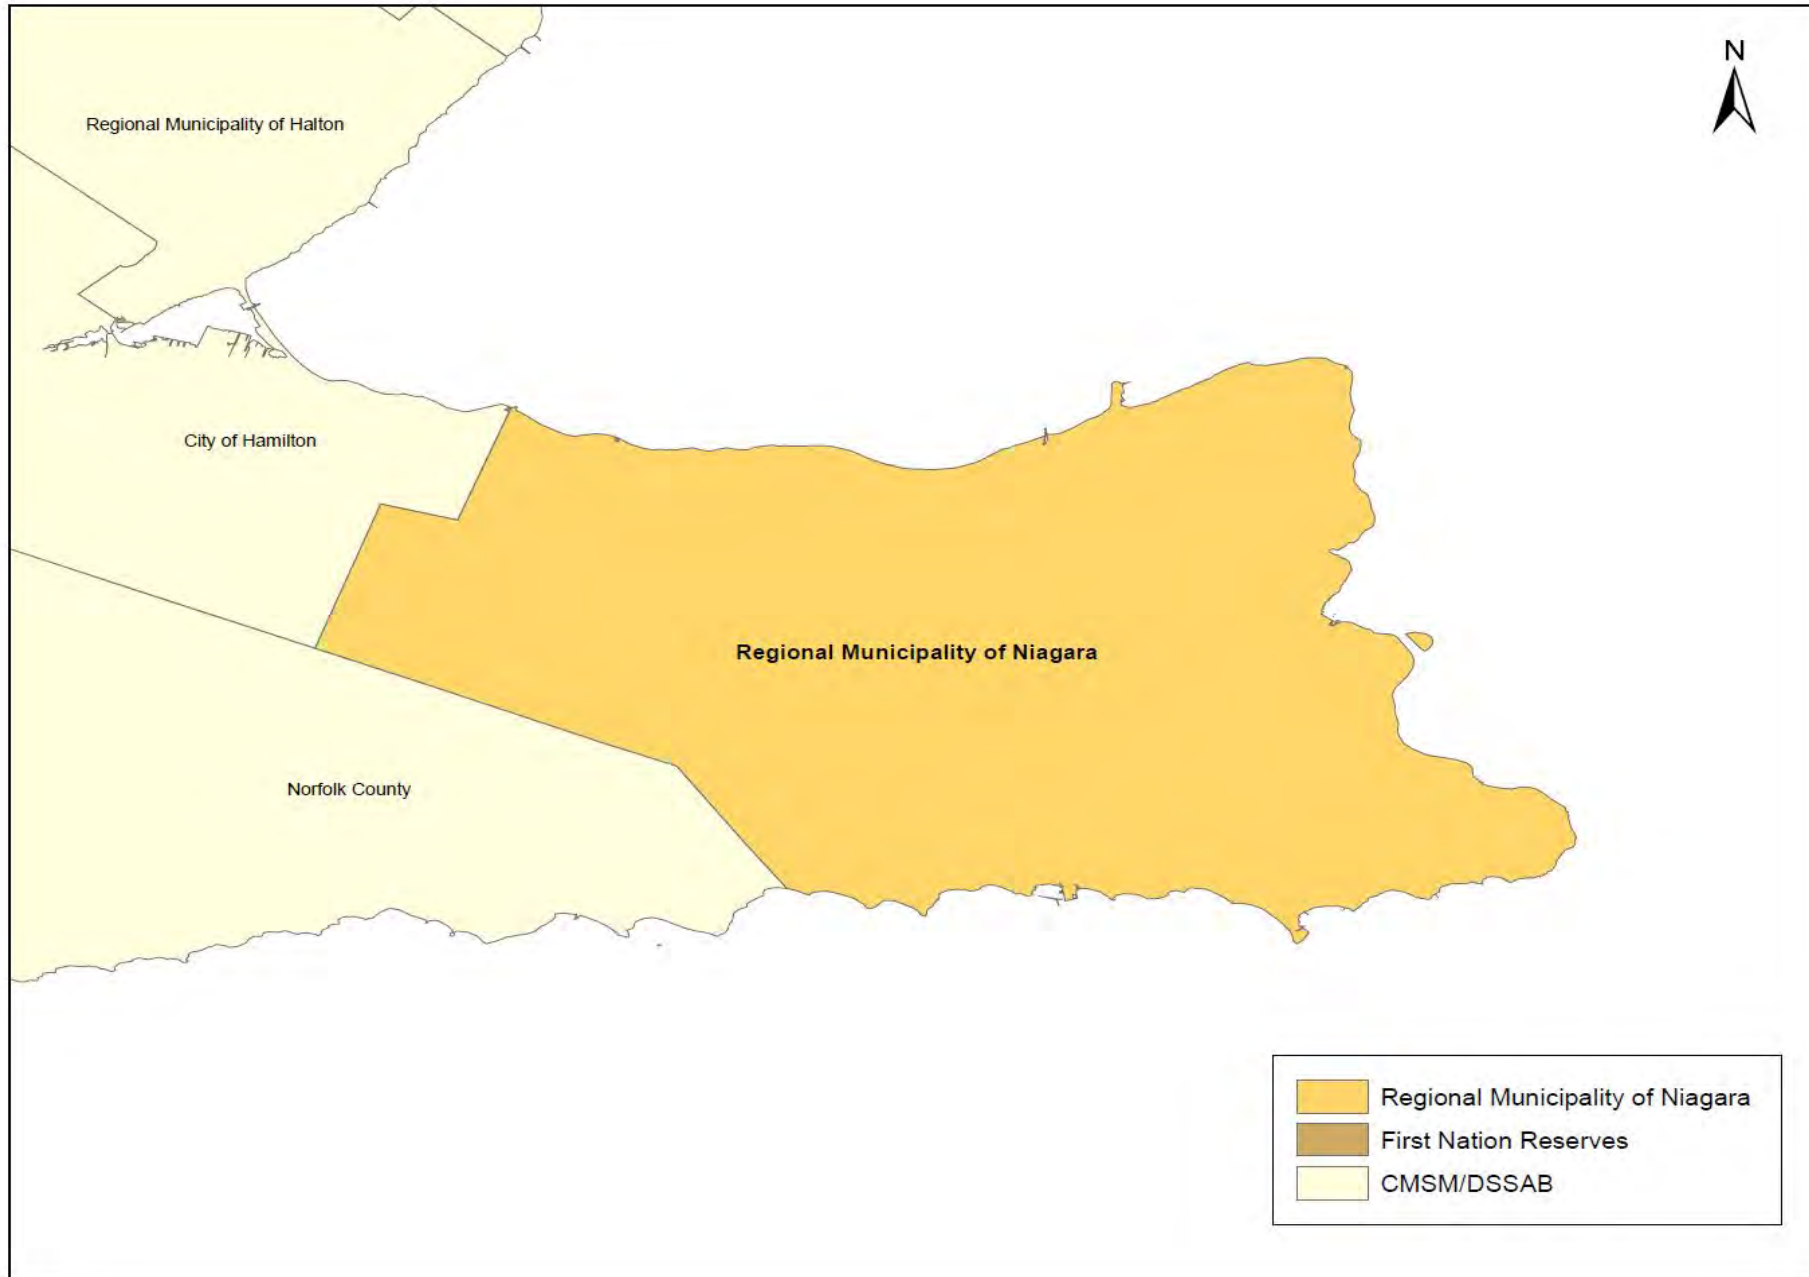 N
Regional Municipality of Halton
City of Hamilton
Regional Municipality of Niagara
Norfolk County
Regional Municipality of Niagara
First Nation Reserves
CMSM/DSSAB